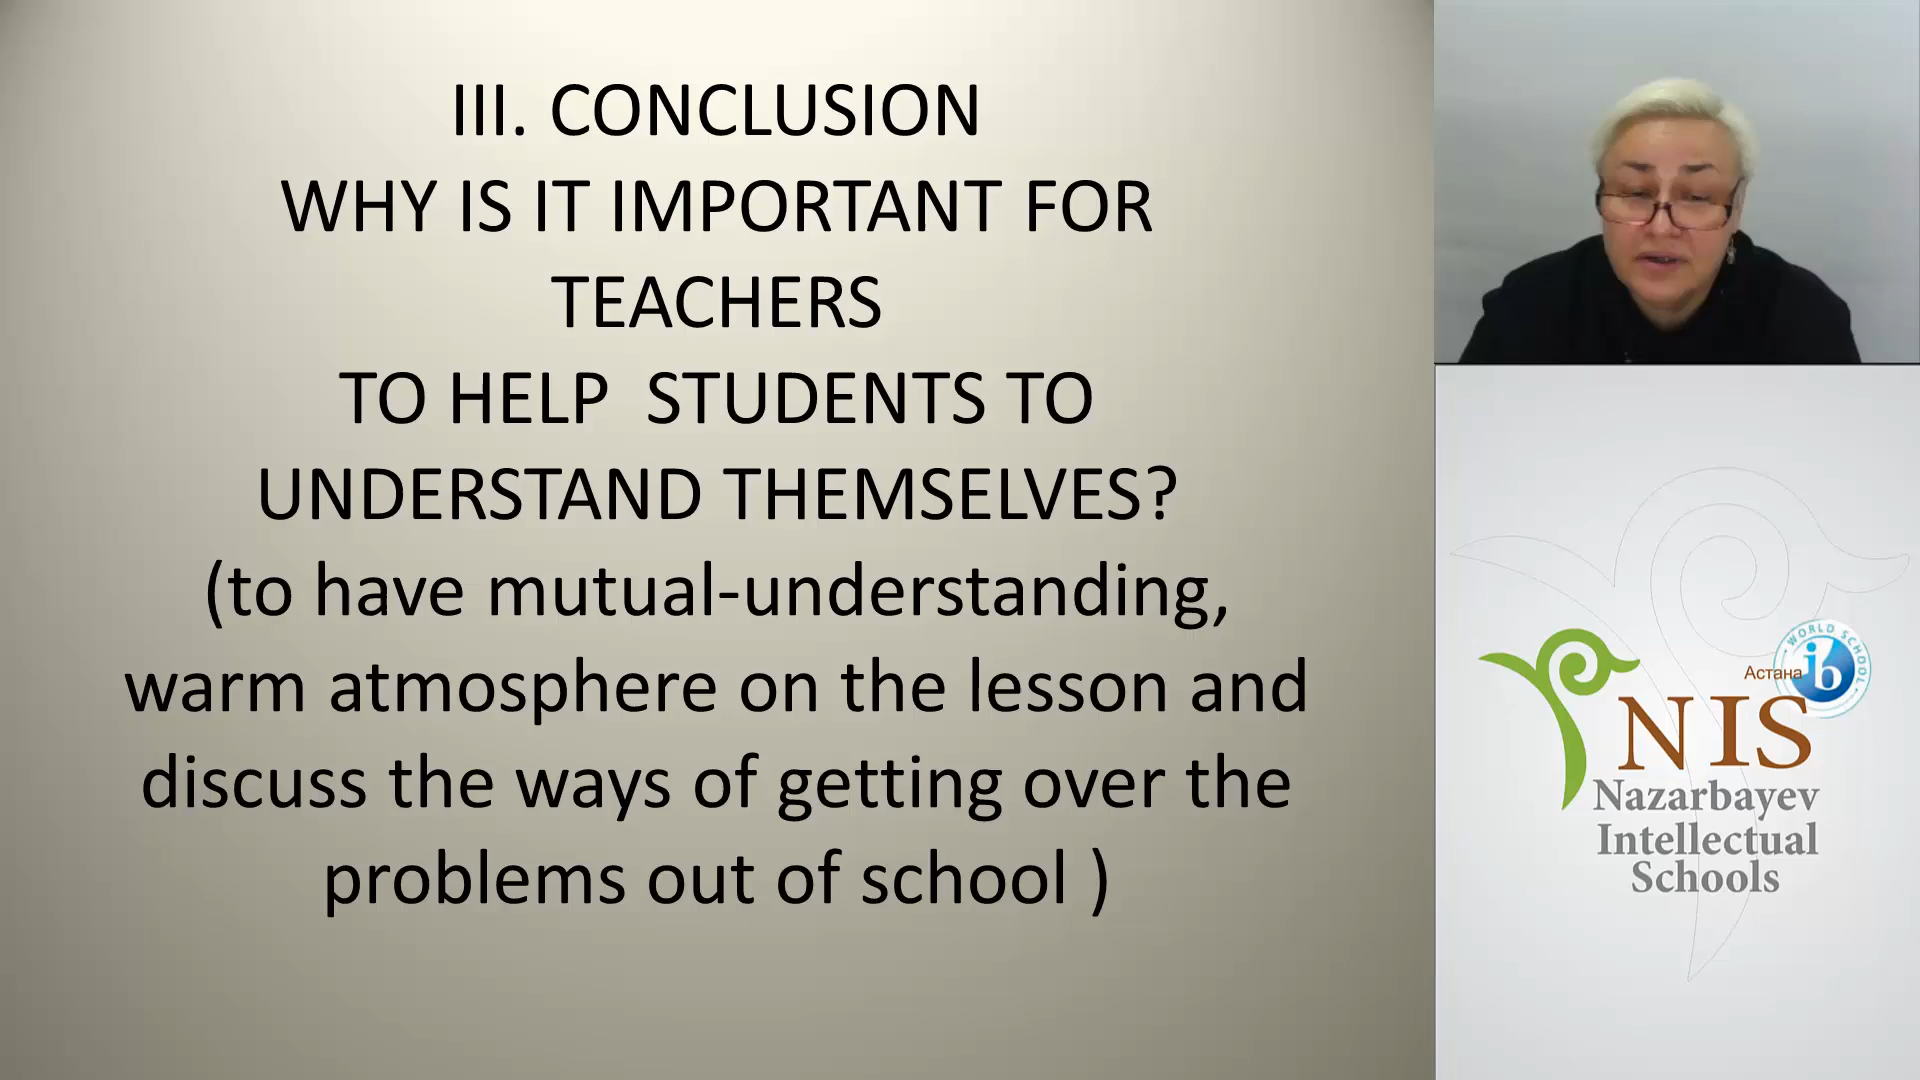 III. CONCLUSION
WHY IS IT IMPORTANT FOR
TEACHERS
TO HELP  STUDENTS TO
UNDERSTAND THEMSELVES?
(to have mutual-understanding,
warm atmosphere on the lesson and
discuss the ways of getting over the
problems out of school )
WORLD SCHOOL
Астана
ib
NIS
Nazarbayev
Intellectual
Schools